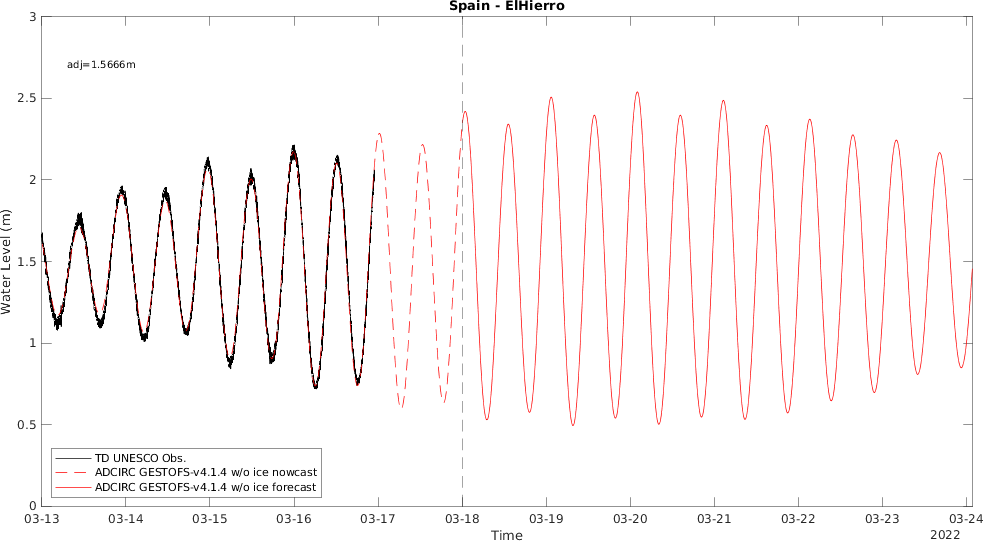 Spain - ElHierro
adj=1.5666m
Water Level (m)
3
2.5
2
1.5
1
0.5
0
TD UNESCO Obs.
ADCIRC GESTOFS-v4.1.4 w/o ice nowcast
ADCIRC GESTOFS-v4.1.4 w/o ice forecast
03-13 03-14 03-15 03-16 03-17 03-18 03-19 03-20 03-21 03-22 03-23 03-24
Time
2022